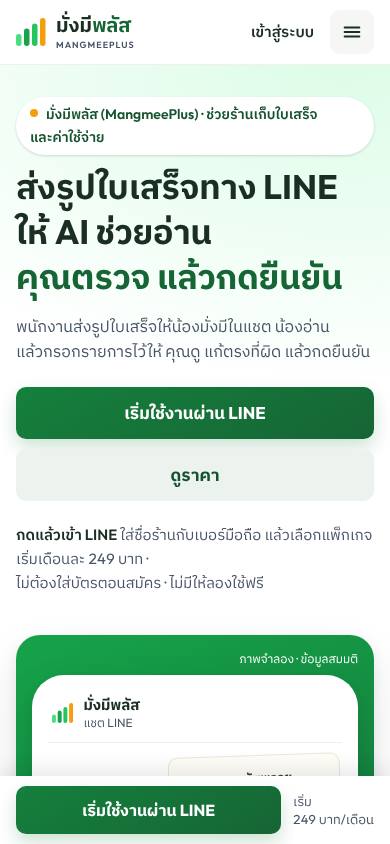 มั่งมีพลัส
MANGMEEPLUS
เข้าสู่ระบบ
มั่งมีพลัส (MangmeePlus) · ช่วยร้านเก็บใบเสร็จ
และค่าใช้จ่าย
ส่งรูปใบเสร็จทาง LINE
ให้ AI ช่วยอ่าน
คุณตรวจ แล้วกดยืนยัน
พนักงานส่งรูปใบเสร็จให้น้องมั่งมีในแชต น้องอ่าน
แล้วกรอกรายการไว้ให้ คุณดู แก้ตรงที่ผิด แล้วกดยืนยัน
เริ่มใช้งานผ่าน LINE
ดูราคา
กดแล้วเข้า LINE ใส่ชื่อร้านกับเบอร์มือถือ แล้วเลือกแพ็กเกจ
เริ่มเดือนละ 249 บาท ·
ไม่ต้องใส่บัตรตอนสมัคร · ไม่มีให้ลองใช้ฟรี
ภาพจำลอง · ข้อมูลสมมติ
มั่งมีพลัส
แชต LINE
เริ่มใช้งานผ่าน LINE
เริ่ม
249 บาท/เดือน